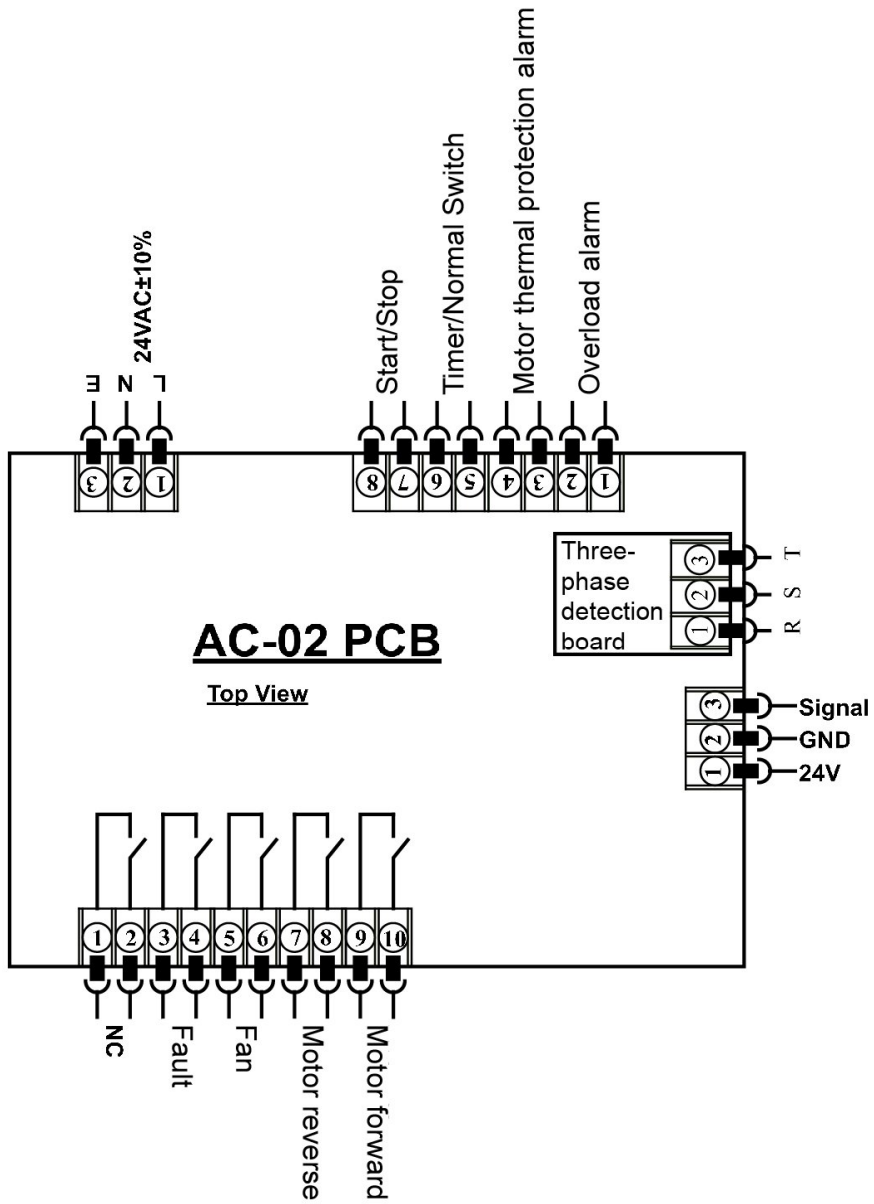 24VAC±10%
E
N
L
Start/Stop
Timer/Normal Switch
Motor thermal protection alarm
Overload alarm
3
2
1
8
7
6
5
4
3
2
1
Three-
phase
detection
board
3
T
2
S
1
R
AC-02 PCB
Top View
3
Signal
2
GND
1
24V
1
2
3
4
5
6
7
8
9
10
NC
Fault
Fan
Motor reverse
Motor forward